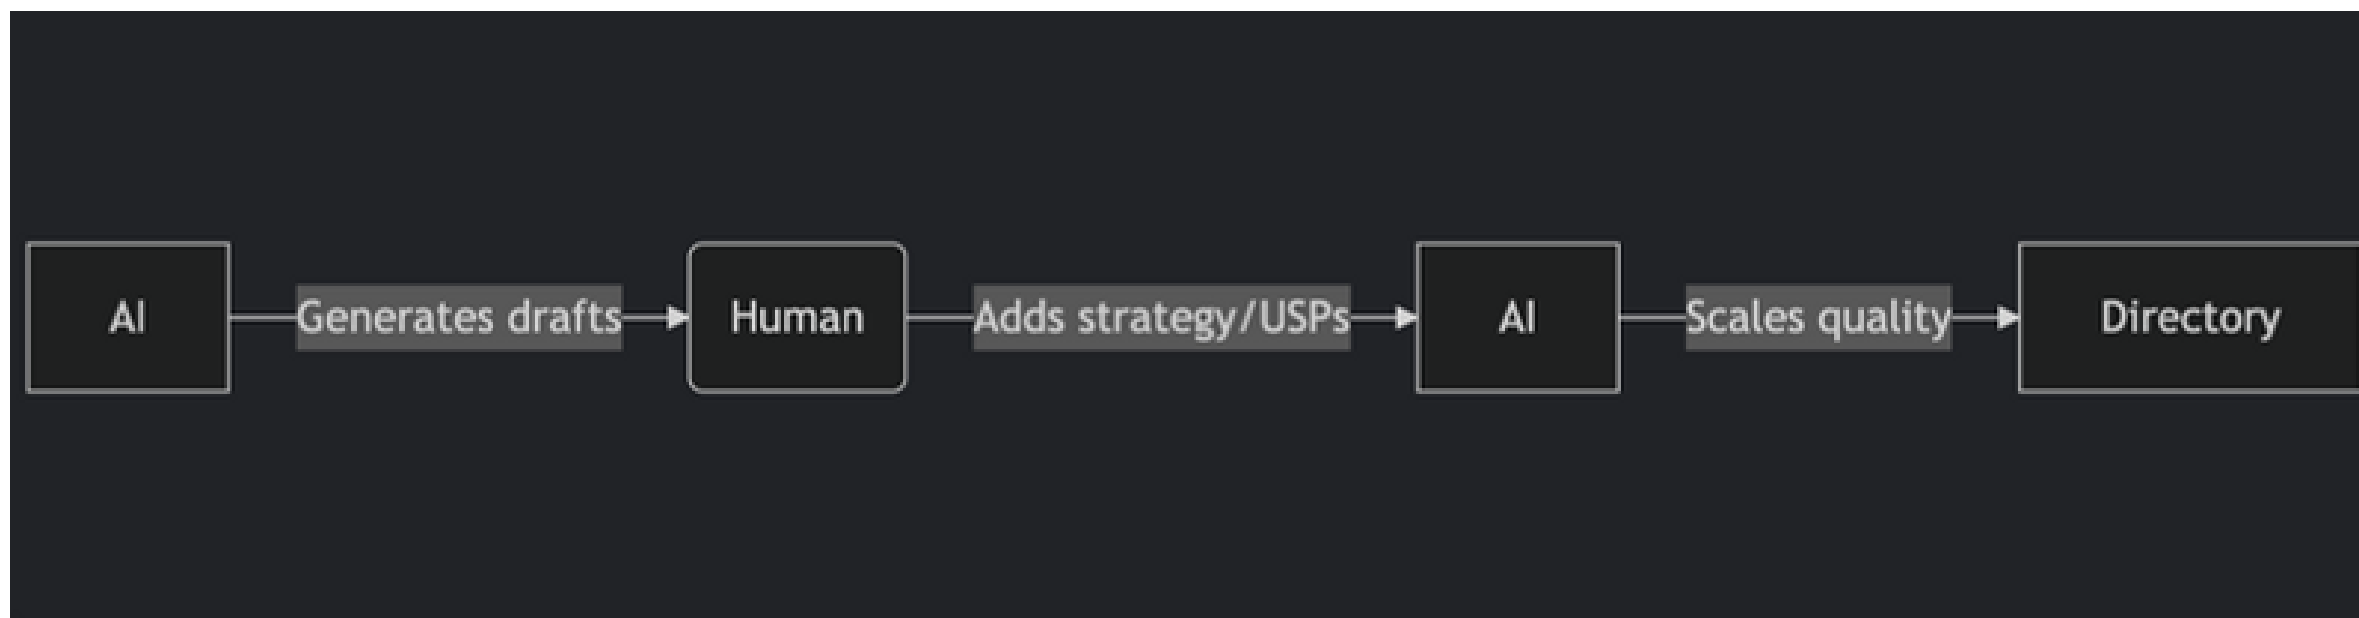 AI
Generates drafts
Human
Adds strategy/USPs
AI
Scales quality
Directory